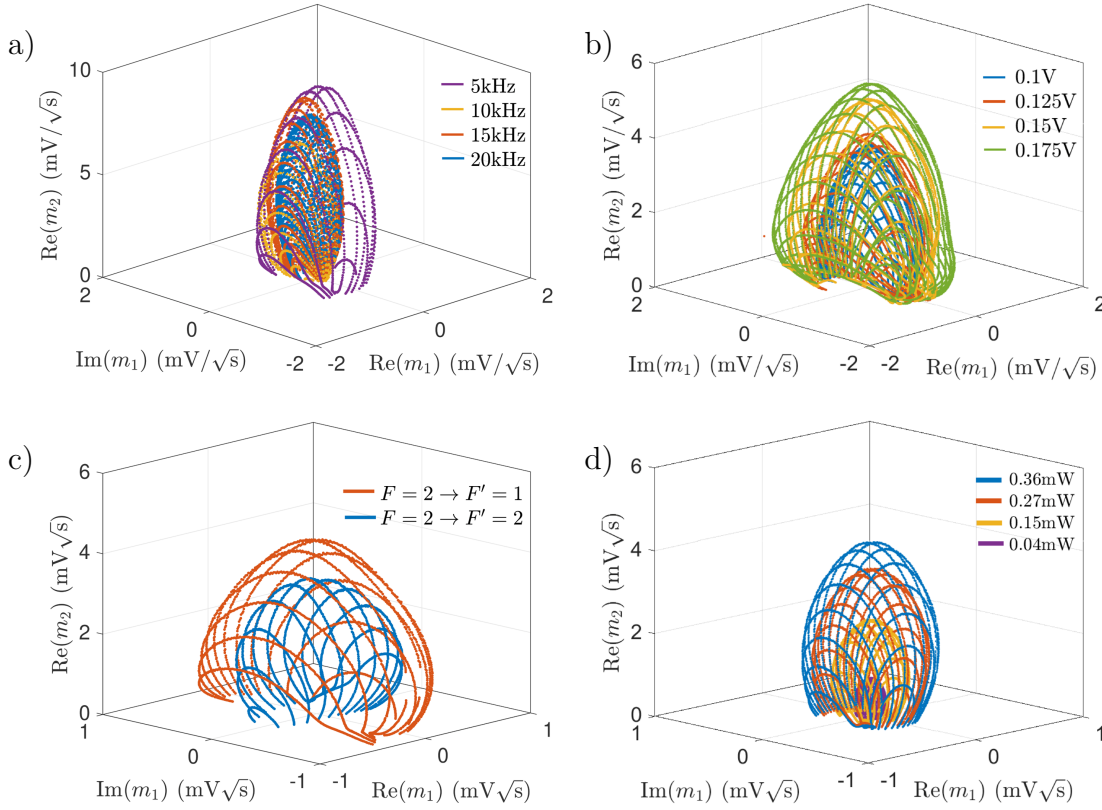 a)
10
5
0
Re(m₂) (mV/√s)
5kHz
10kHz
15kHz
20kHz
2
0
-2
Im(m₁) (mV/√s)
-2
0
2
Re(m₁) (mV/√s)
b)
6
4
2
0
Re(m₂) (mV/√s)
0.1V
0.125V
0.15V
0.175V
2
0
-2
Im(m₁) (mV/√s)
-2
0
2
Re(m₁) (mV/√s)
c)
6
4
2
0
Re(m₂) (mV√s)
F = 2 → F′ = 1
F = 2 → F′ = 2
1
0
-1
Im(m₁) (mV√s)
-1
0
1
Re(m₁) (mV√s)
d)
6
4
2
0
Re(m₂) (mV√s)
0.36mW
0.27mW
0.15mW
0.04mW
1
0
-1
Im(m₁) (mV√s)
-1
0
1
Re(m₁) (mV√s)